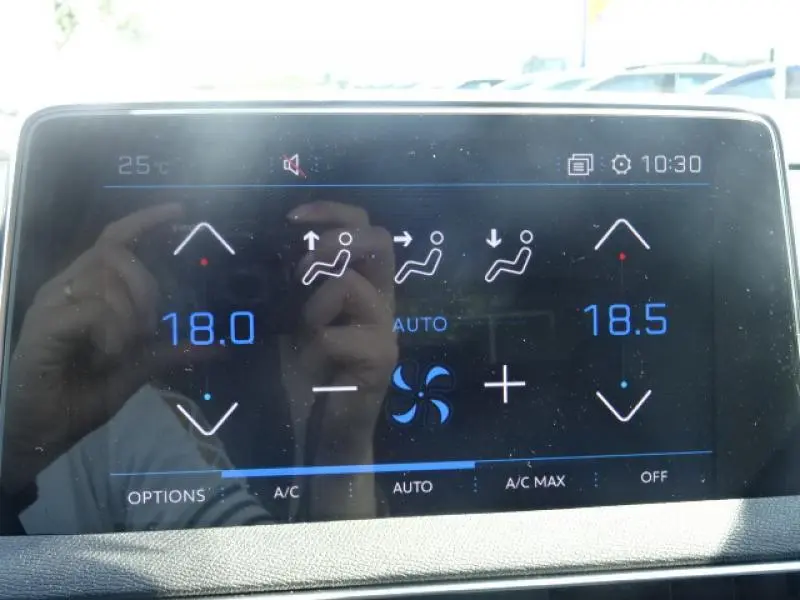 25°C 10:30
18.0 AUTO 18.5
OPTIONS A/C AUTO A/C MAX OFF